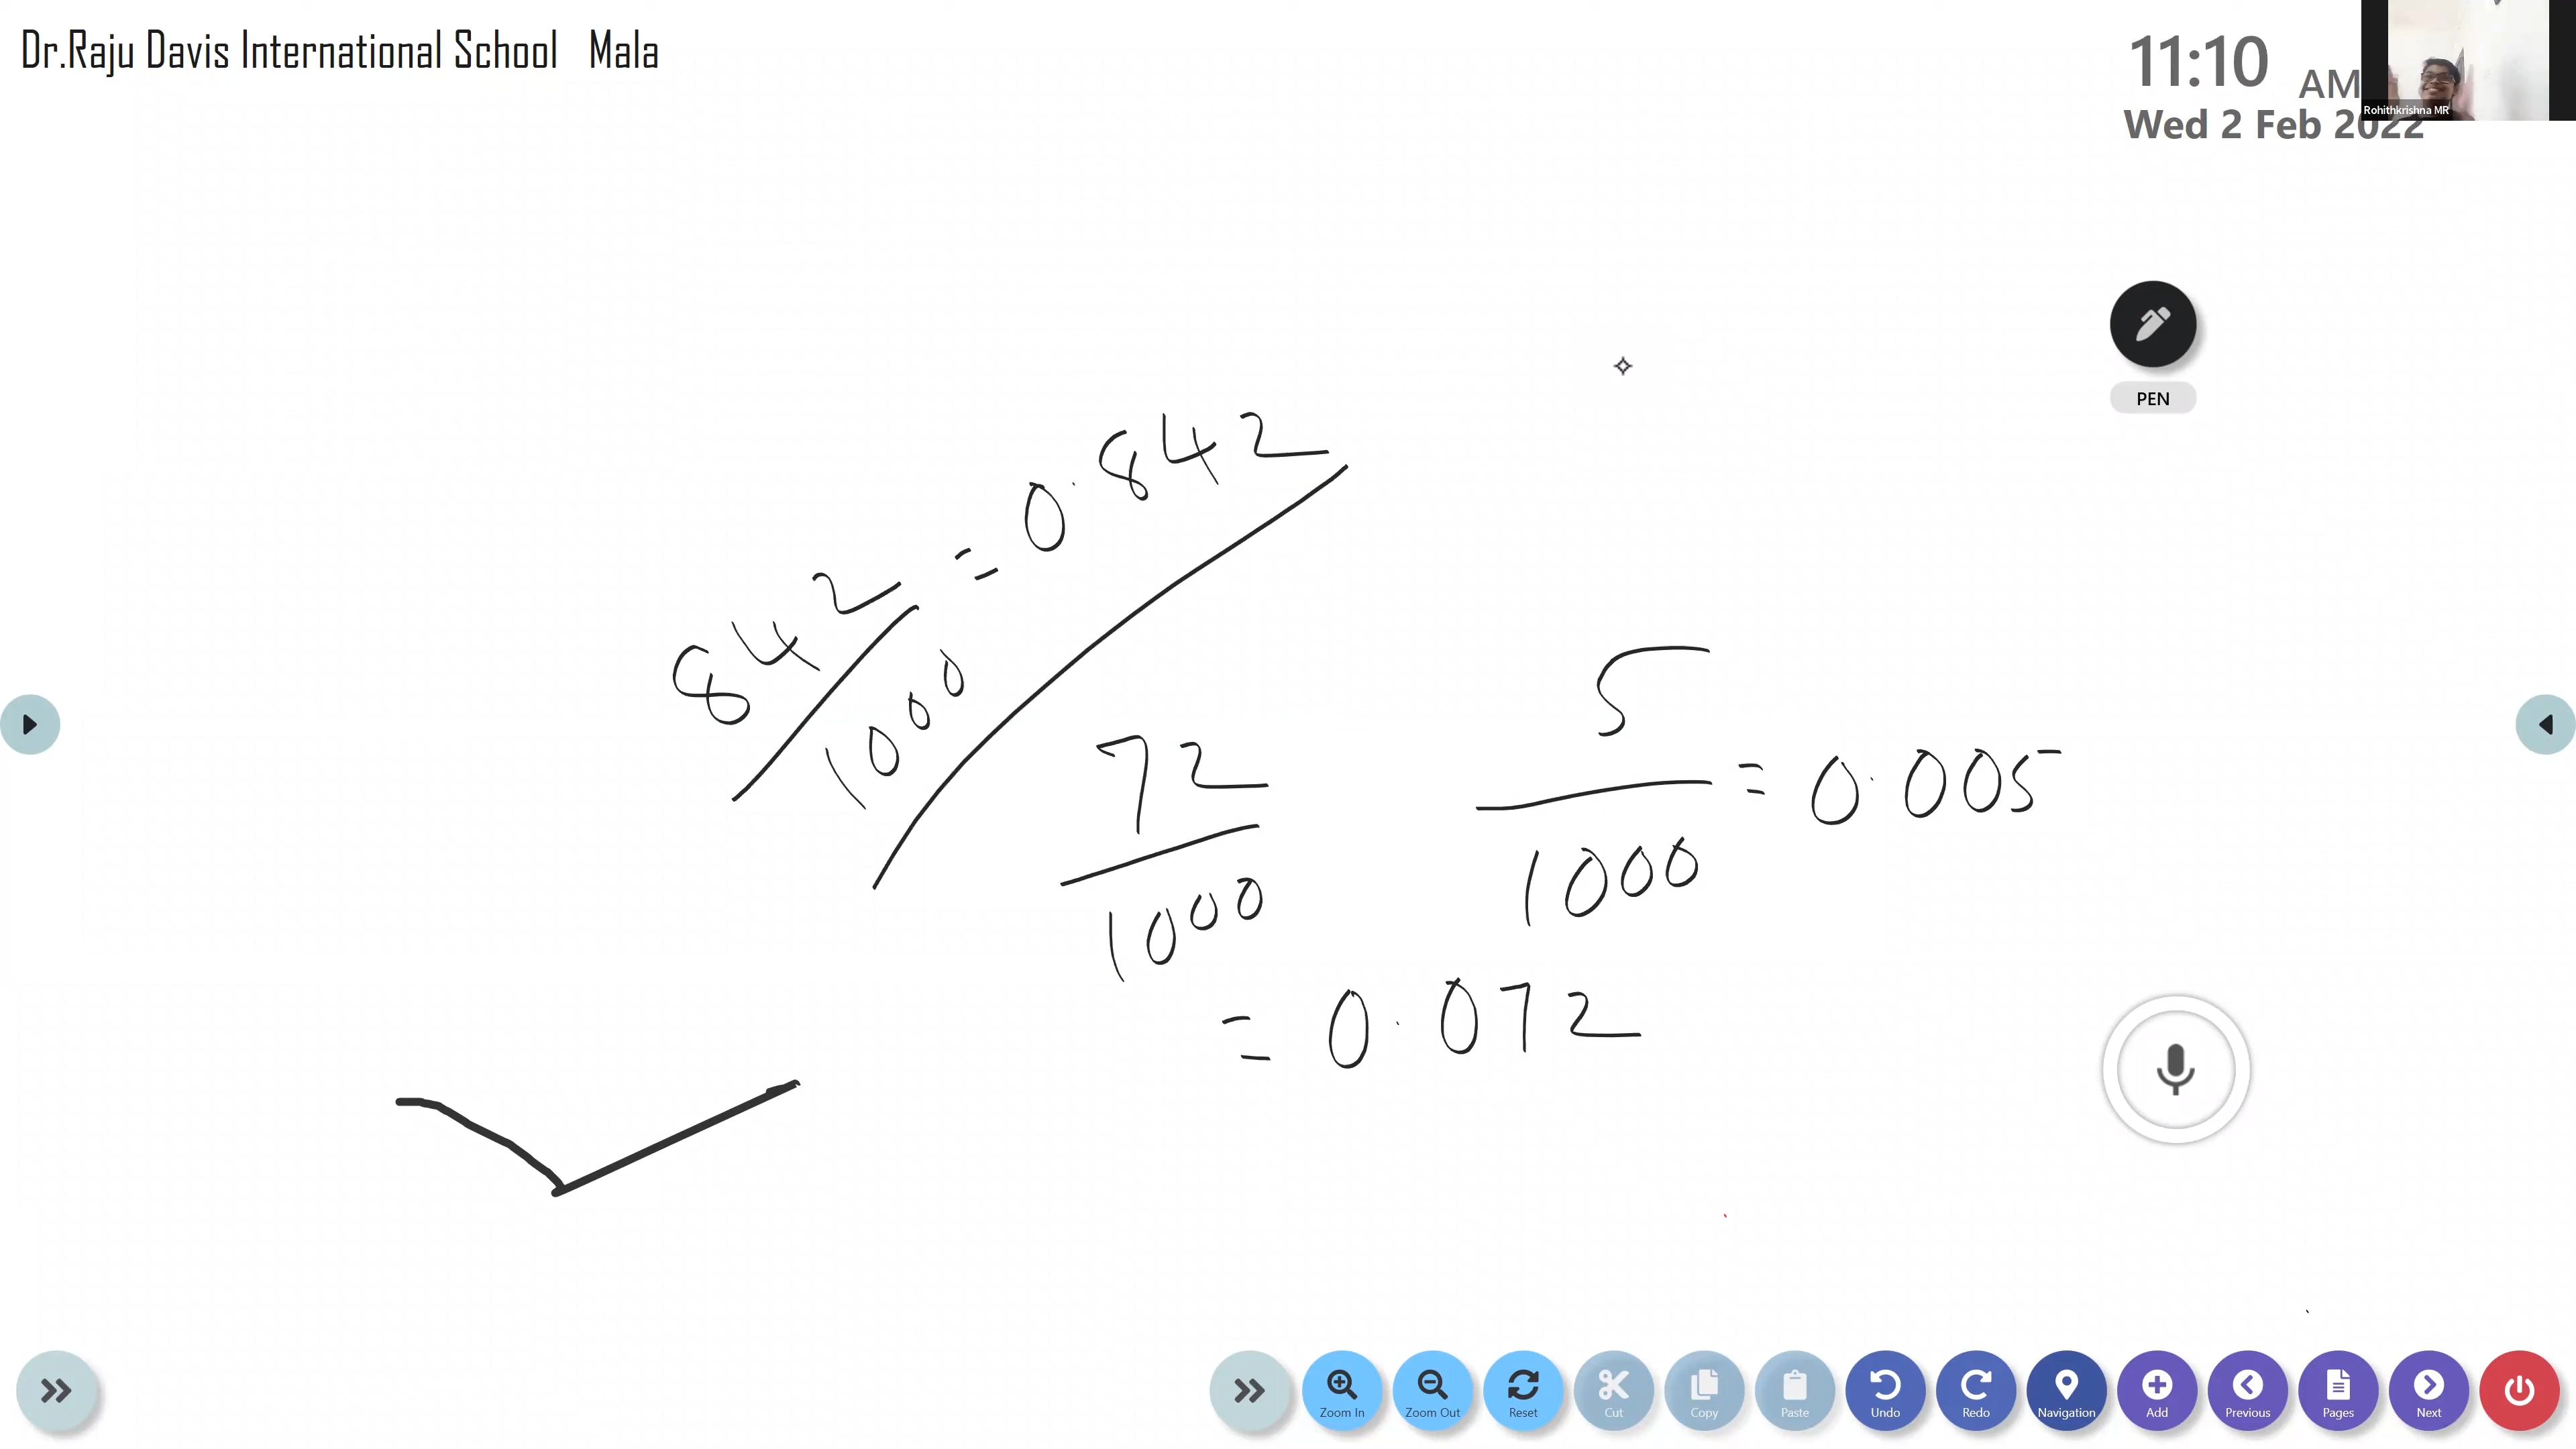 Dr.Raju Davis International School Mala
11:10 AM
Wed 2 Feb 2022
Rohithkrishna MR
PEN
842/1000 = 0.842
72/1000 = 0.072
5/1000 = 0.005
Zoom In Zoom Out Reset Cut Copy Paste Undo Redo Navigation Add Previous Pages Next